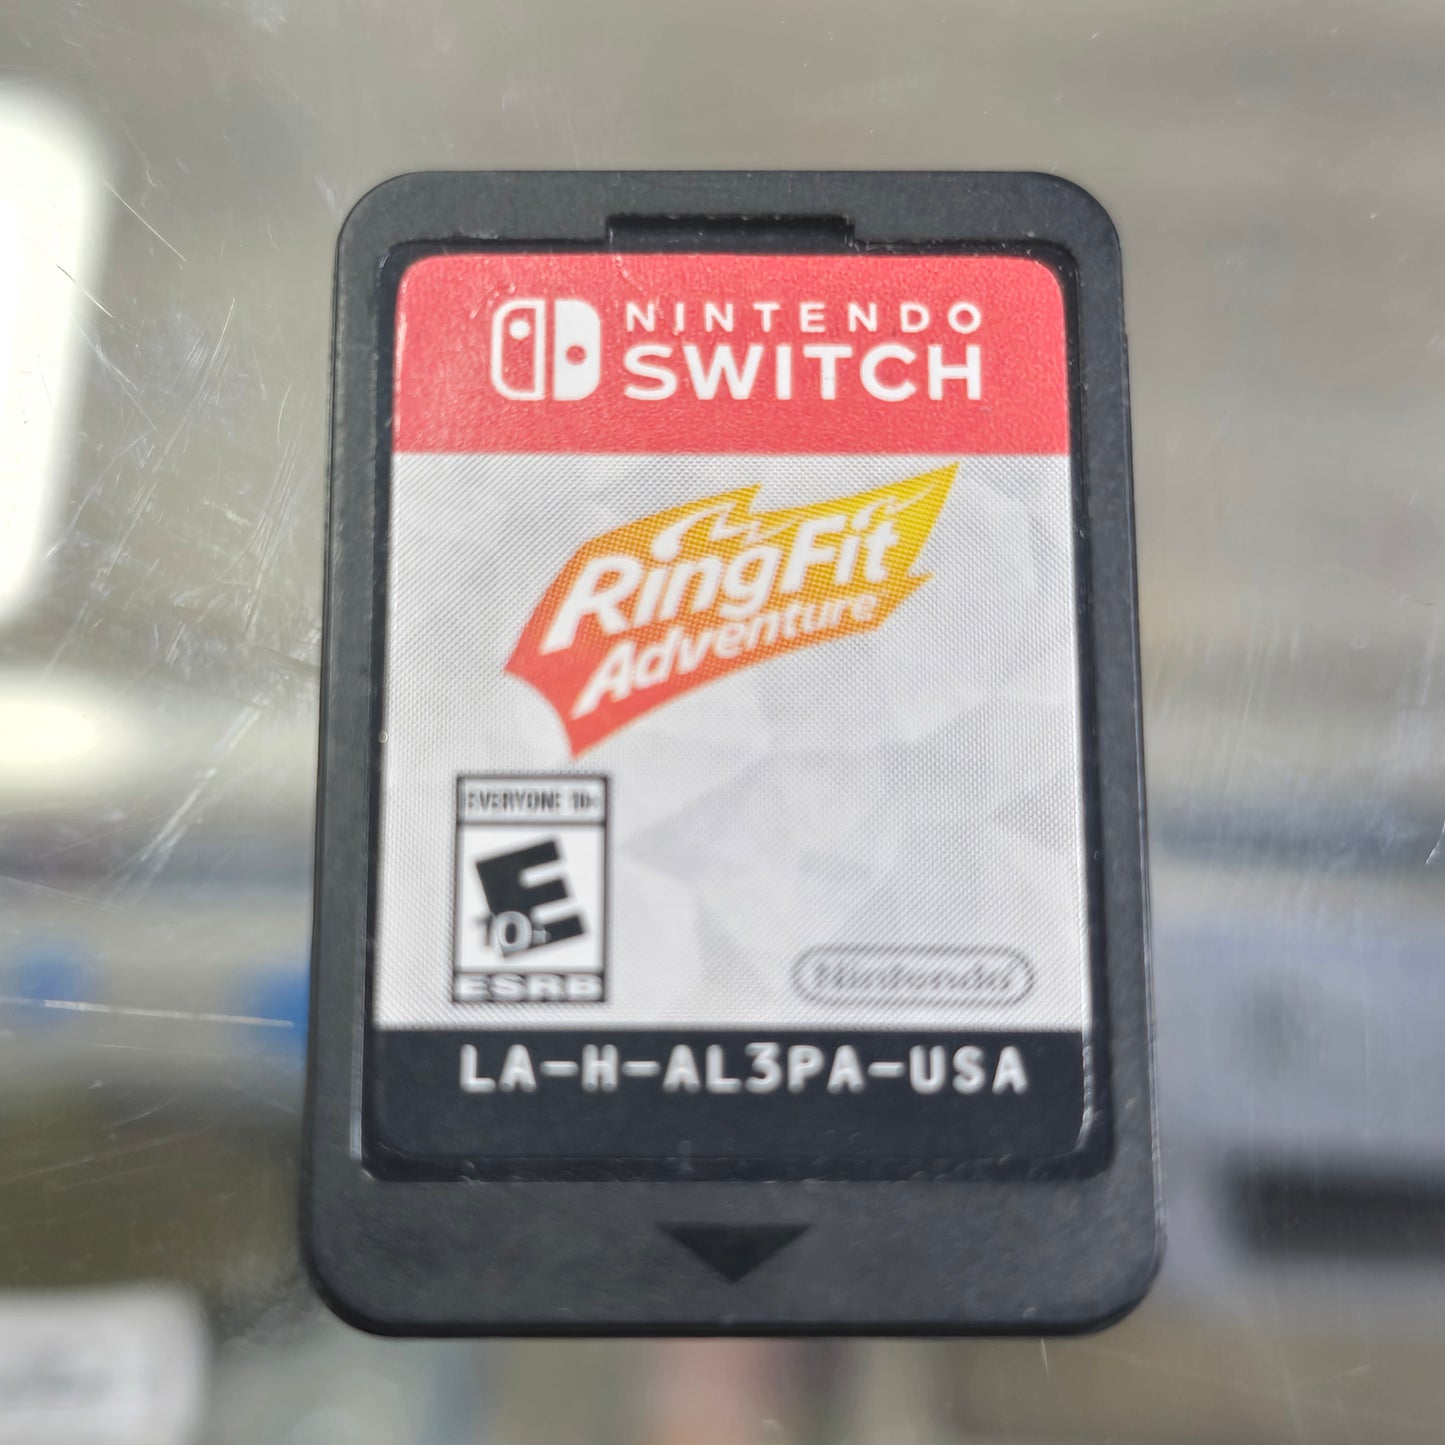 NINTENDO
SWITCH
RingFit
Adventure
EVERYONE 10+
E
10+
ESRB
Nintendo
LA-H-AL3PA-USA